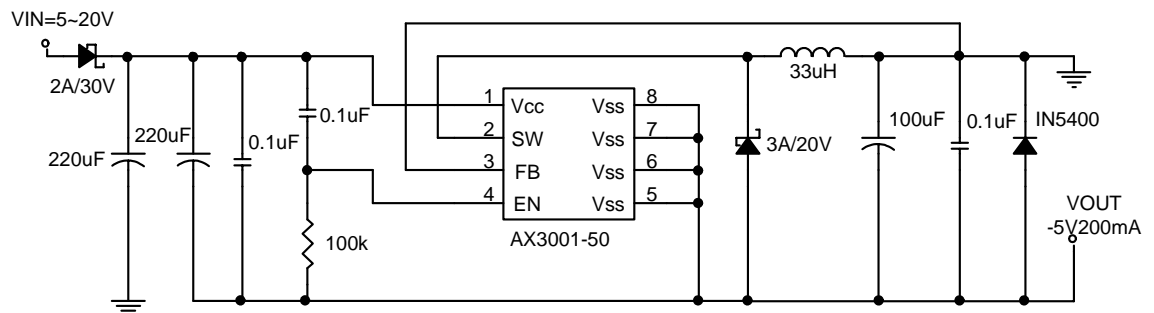 VIN=5~20V
2A/30V
33uH
220uF
220uF
0.1uF
0.1uF
100k
1 Vcc Vss 8
2 SW Vss 7
3 FB Vss 6
4 EN Vss 5
AX3001-50
3A/20V
100uF
0.1uF
IN5400
VOUT
-5V200mA